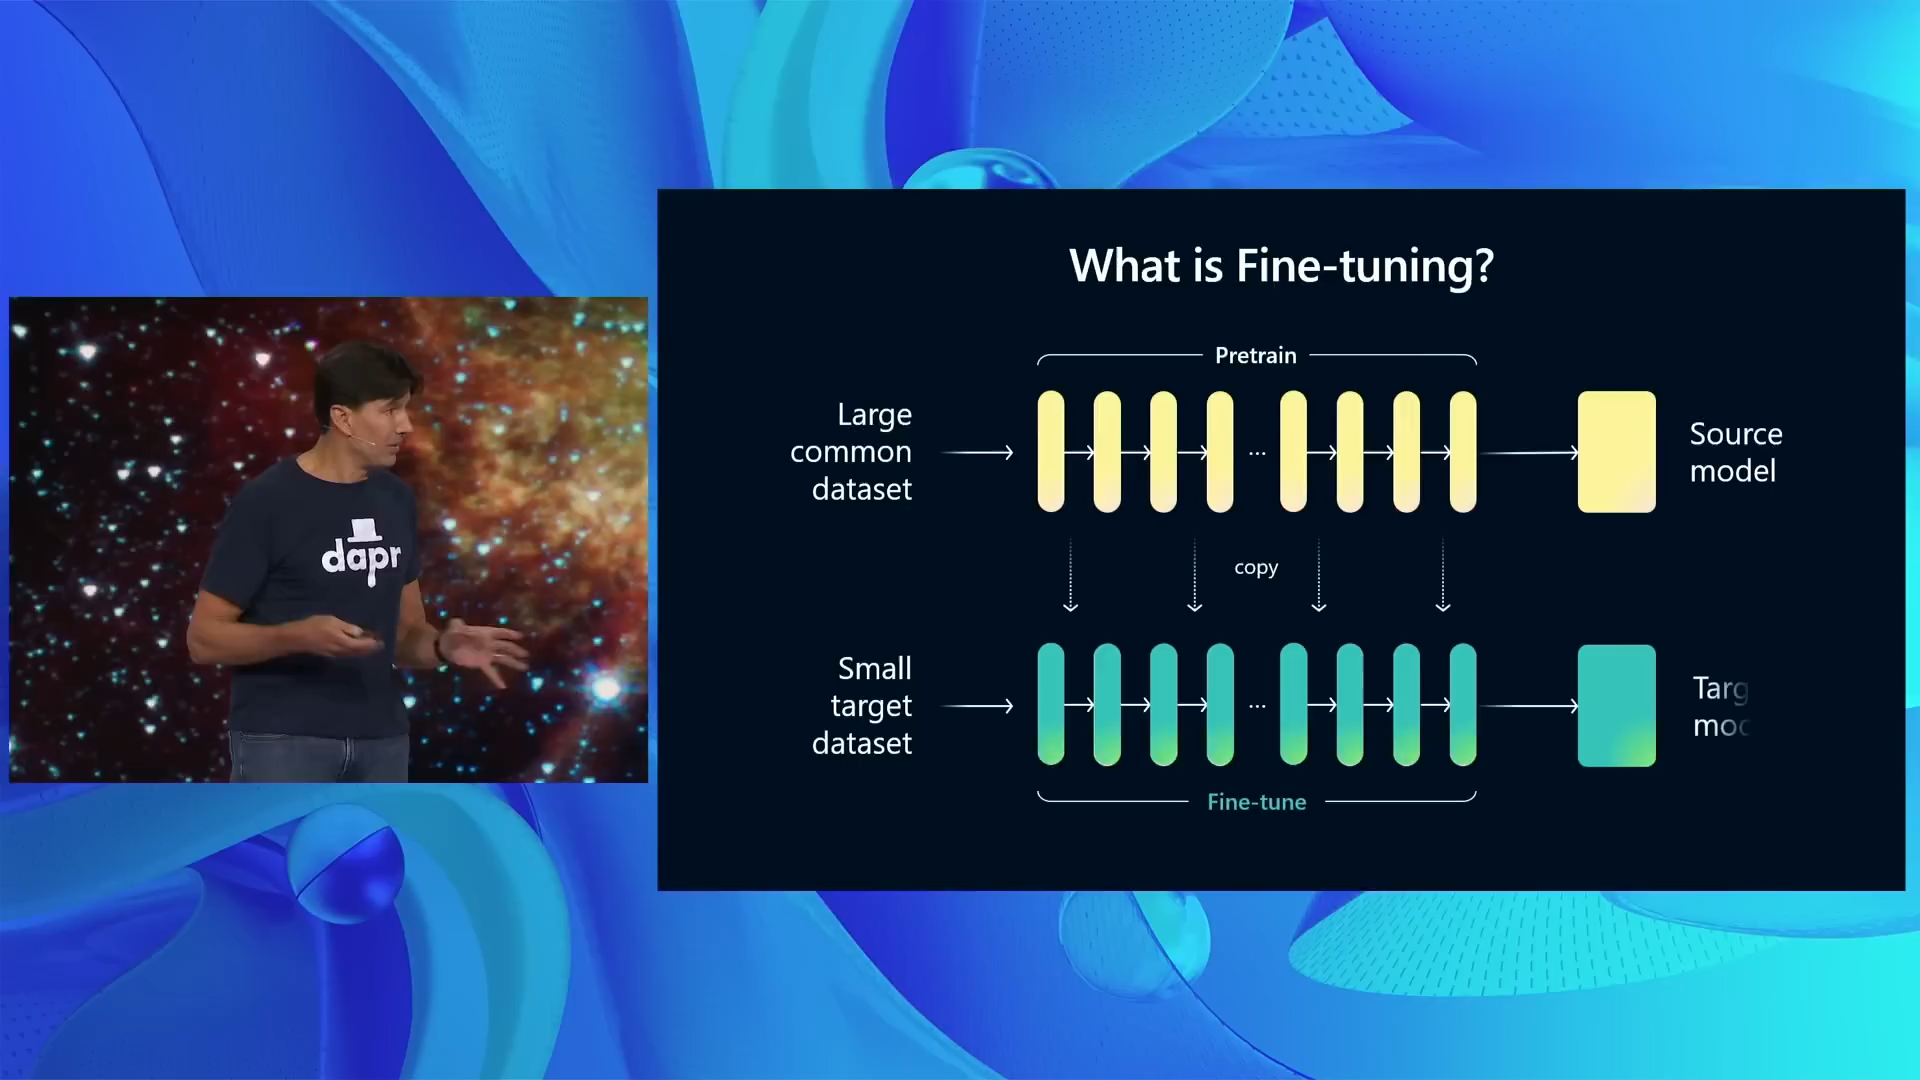 What is Fine-tuning?
Pretrain
Large
common
dataset
...
Source
model
copy
Small
target
dataset
...
Fine-tune
dapr